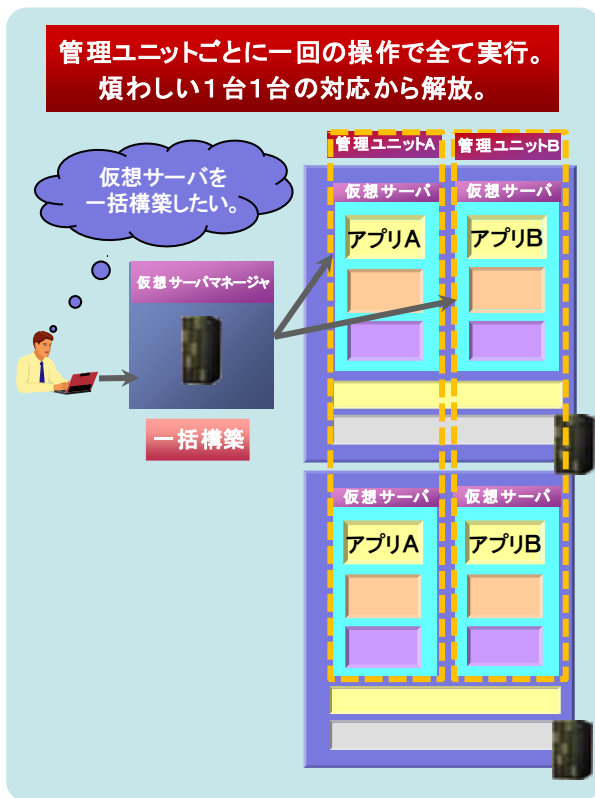 管理ユニットごとに一回の操作で全て実行。
煩わしい１台１台の対応から解放。
管理ユニットA
管理ユニットB
仮想サーバを
一括構築したい。
仮想サーバ
仮想サーバ
アプリA
アプリB
仮想サーバマネージャ
一括構築
仮想サーバ
仮想サーバ
アプリA
アプリB